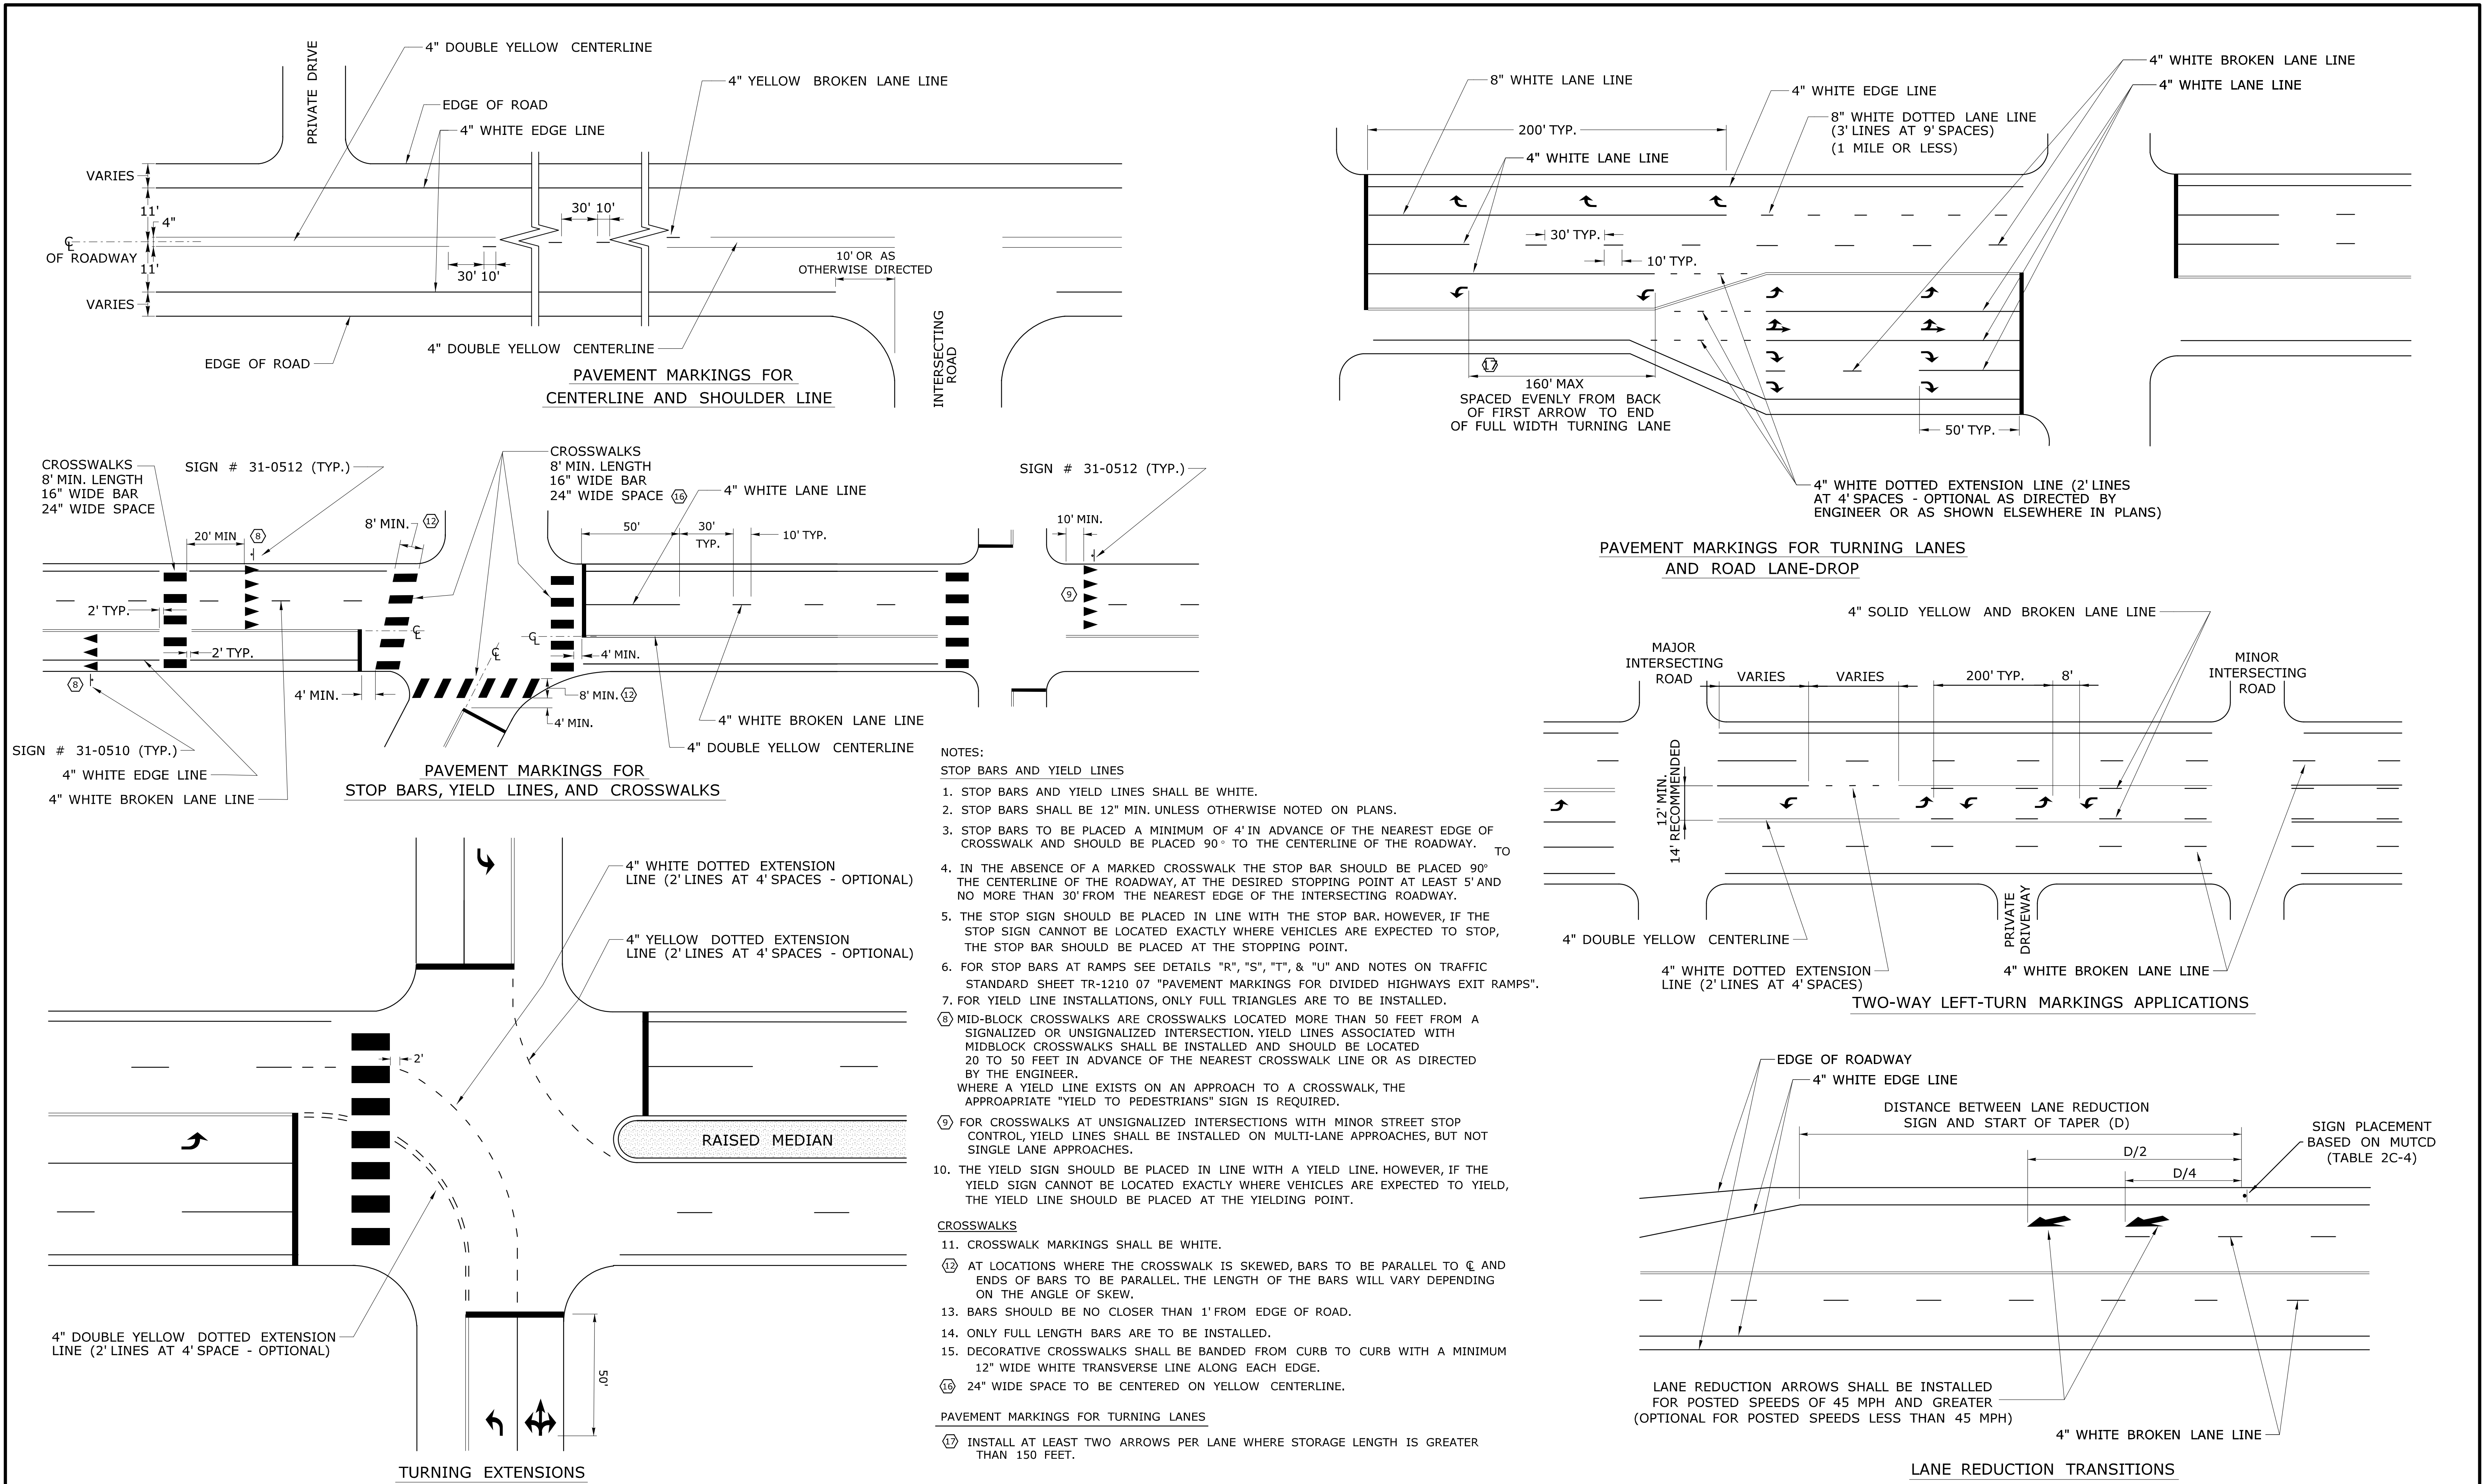 PRIVATE DRIVE
4" DOUBLE YELLOW CENTERLINE
4" YELLOW BROKEN LANE LINE
EDGE OF ROAD
4" WHITE EDGE LINE
VARIES
11'
4"
30' 10'
℄
OF ROADWAY
11'
30' 10'
10' OR AS
OTHERWISE DIRECTED
VARIES
4" DOUBLE YELLOW CENTERLINE
EDGE OF ROAD
INTERSECTING
ROAD
PAVEMENT MARKINGS FOR
CENTERLINE AND SHOULDER LINE
8" WHITE LANE LINE
4" WHITE BROKEN LANE LINE
4" WHITE LANE LINE
4" WHITE EDGE LINE
8" WHITE DOTTED LANE LINE
(3' LINES AT 9' SPACES)
(1 MILE OR LESS)
200' TYP.
4" WHITE LANE LINE
30' TYP.
10' TYP.
17
160' MAX
SPACED EVENLY FROM BACK
OF FIRST ARROW TO END
OF FULL WIDTH TURNING LANE
50' TYP.
4" WHITE DOTTED EXTENSION LINE (2' LINES
AT 4' SPACES - OPTIONAL AS DIRECTED BY
ENGINEER OR AS SHOWN ELSEWHERE IN PLANS)
PAVEMENT MARKINGS FOR TURNING LANES
AND ROAD LANE-DROP
CROSSWALKS
8' MIN. LENGTH
16" WIDE BAR
24" WIDE SPACE
SIGN # 31-0512 (TYP.)
CROSSWALKS
8' MIN. LENGTH
16" WIDE BAR
24" WIDE SPACE 16
4" WHITE LANE LINE
SIGN # 31-0512 (TYP.)
20' MIN
8
8' MIN.
12
50'
30'
TYP.
10' TYP.
10' MIN.
9
2' TYP.
℄
℄
℄
2' TYP.
4' MIN.
8
4' MIN.
8' MIN. 12
4' MIN.
4" WHITE BROKEN LANE LINE
4" DOUBLE YELLOW CENTERLINE
SIGN # 31-0510 (TYP.)
4" WHITE EDGE LINE
4" WHITE BROKEN LANE LINE
PAVEMENT MARKINGS FOR
STOP BARS, YIELD LINES, AND CROSSWALKS
4" WHITE DOTTED EXTENSION
LINE (2' LINES AT 4' SPACES - OPTIONAL)
4" YELLOW DOTTED EXTENSION
LINE (2' LINES AT 4' SPACES - OPTIONAL)
2'
RAISED MEDIAN
4" DOUBLE YELLOW DOTTED EXTENSION
LINE (2' LINES AT 4' SPACE - OPTIONAL)
50'
TURNING EXTENSIONS
NOTES:
STOP BARS AND YIELD LINES
1. STOP BARS AND YIELD LINES SHALL BE WHITE.
2. STOP BARS SHALL BE 12" MIN. UNLESS OTHERWISE NOTED ON PLANS.
3. STOP BARS TO BE PLACED A MINIMUM OF 4' IN ADVANCE OF THE NEAREST EDGE OF
CROSSWALK AND SHOULD BE PLACED 90° TO THE CENTERLINE OF THE ROADWAY.
4. IN THE ABSENCE OF A MARKED CROSSWALK THE STOP BAR SHOULD BE PLACED 90° TO
THE CENTERLINE OF THE ROADWAY, AT THE DESIRED STOPPING POINT AT LEAST 5' AND
NO MORE THAN 30' FROM THE NEAREST EDGE OF THE INTERSECTING ROADWAY.
5. THE STOP SIGN SHOULD BE PLACED IN LINE WITH THE STOP BAR. HOWEVER, IF THE
STOP SIGN CANNOT BE LOCATED EXACTLY WHERE VEHICLES ARE EXPECTED TO STOP,
THE STOP BAR SHOULD BE PLACED AT THE STOPPING POINT.
6. FOR STOP BARS AT RAMPS SEE DETAILS "R", "S", "T", & "U" AND NOTES ON TRAFFIC
STANDARD SHEET TR-1210 07 "PAVEMENT MARKINGS FOR DIVIDED HIGHWAYS EXIT RAMPS".
7. FOR YIELD LINE INSTALLATIONS, ONLY FULL TRIANGLES ARE TO BE INSTALLED.
8 MID-BLOCK CROSSWALKS ARE CROSSWALKS LOCATED MORE THAN 50 FEET FROM A
SIGNALIZED OR UNSIGNALIZED INTERSECTION. YIELD LINES ASSOCIATED WITH
MIDBLOCK CROSSWALKS SHALL BE INSTALLED AND SHOULD BE LOCATED
20 TO 50 FEET IN ADVANCE OF THE NEAREST CROSSWALK LINE OR AS DIRECTED
BY THE ENGINEER.
WHERE A YIELD LINE EXISTS ON AN APPROACH TO A CROSSWALK, THE
APPROAPRIATE "YIELD TO PEDESTRIANS" SIGN IS REQUIRED.
9 FOR CROSSWALKS AT UNSIGNALIZED INTERSECTIONS WITH MINOR STREET STOP
CONTROL, YIELD LINES SHALL BE INSTALLED ON MULTI-LANE APPROACHES, BUT NOT
SINGLE LANE APPROACHES.
10. THE YIELD SIGN SHOULD BE PLACED IN LINE WITH A YIELD LINE. HOWEVER, IF THE
YIELD SIGN CANNOT BE LOCATED EXACTLY WHERE VEHICLES ARE EXPECTED TO YIELD,
THE YIELD LINE SHOULD BE PLACED AT THE YIELDING POINT.
CROSSWALKS
11. CROSSWALK MARKINGS SHALL BE WHITE.
12 AT LOCATIONS WHERE THE CROSSWALK IS SKEWED, BARS TO BE PARALLEL TO ℄ AND
ENDS OF BARS TO BE PARALLEL. THE LENGTH OF THE BARS WILL VARY DEPENDING
ON THE ANGLE OF SKEW.
13. BARS SHOULD BE NO CLOSER THAN 1' FROM EDGE OF ROAD.
14. ONLY FULL LENGTH BARS ARE TO BE INSTALLED.
15. DECORATIVE CROSSWALKS SHALL BE BANDED FROM CURB TO CURB WITH A MINIMUM
12" WIDE WHITE TRANSVERSE LINE ALONG EACH EDGE.
16 24" WIDE SPACE TO BE CENTERED ON YELLOW CENTERLINE.
PAVEMENT MARKINGS FOR TURNING LANES
17 INSTALL AT LEAST TWO ARROWS PER LANE WHERE STORAGE LENGTH IS GREATER
THAN 150 FEET.
4" SOLID YELLOW AND BROKEN LANE LINE
MAJOR
INTERSECTING
ROAD
VARIES
VARIES
200' TYP.
8'
MINOR
INTERSECTING
ROAD
12' MIN.
14' RECOMMENDED
PRIVATE
DRIVEWAY
4" DOUBLE YELLOW CENTERLINE
4" WHITE DOTTED EXTENSION
LINE (2' LINES AT 4' SPACES)
4" WHITE BROKEN LANE LINE
TWO-WAY LEFT-TURN MARKINGS APPLICATIONS
EDGE OF ROADWAY
4" WHITE EDGE LINE
DISTANCE BETWEEN LANE REDUCTION
SIGN AND START OF TAPER (D)
D/2
D/4
SIGN PLACEMENT
BASED ON MUTCD
(TABLE 2C-4)
LANE REDUCTION ARROWS SHALL BE INSTALLED
FOR POSTED SPEEDS OF 45 MPH AND GREATER
(OPTIONAL FOR POSTED SPEEDS LESS THAN 45 MPH)
4" WHITE BROKEN LANE LINE
LANE REDUCTION TRANSITIONS